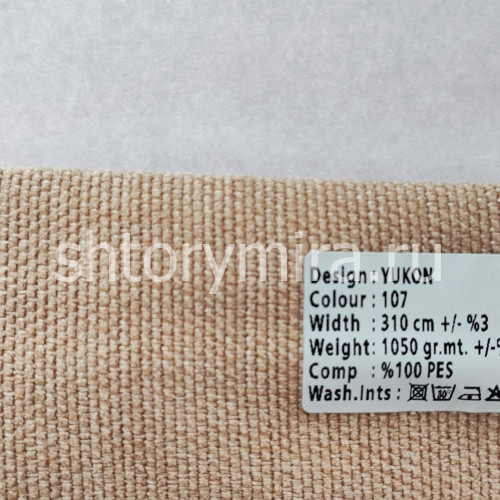 shtorymira.ru
Design : YUKON
Colour : 107
Width : 310 cm +/- %3
Weight: 1050 gr.mt. +/-%
Comp : %100 PES
Wash.Ints : 30